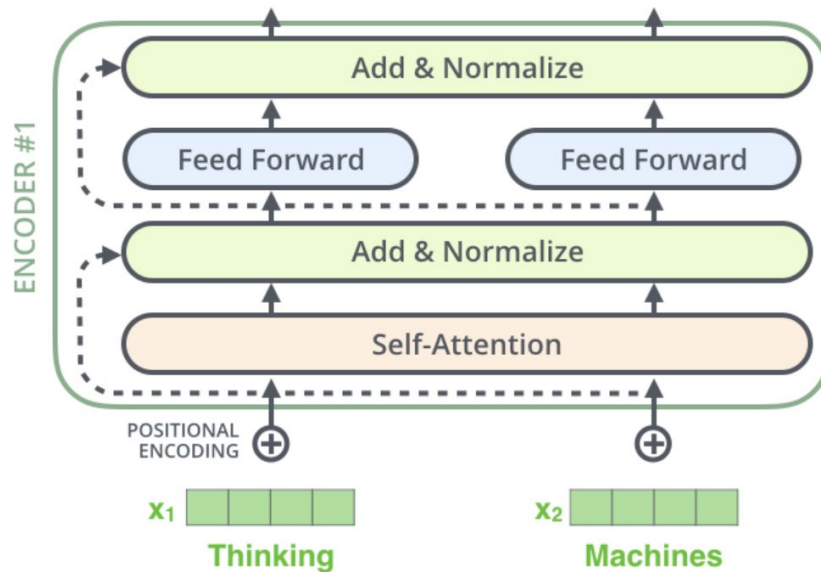 ENCODER #1
Add & Normalize
Feed Forward
Feed Forward
Add & Normalize
Self-Attention
POSITIONAL
ENCODING
x₁
x₂
Thinking
Machines